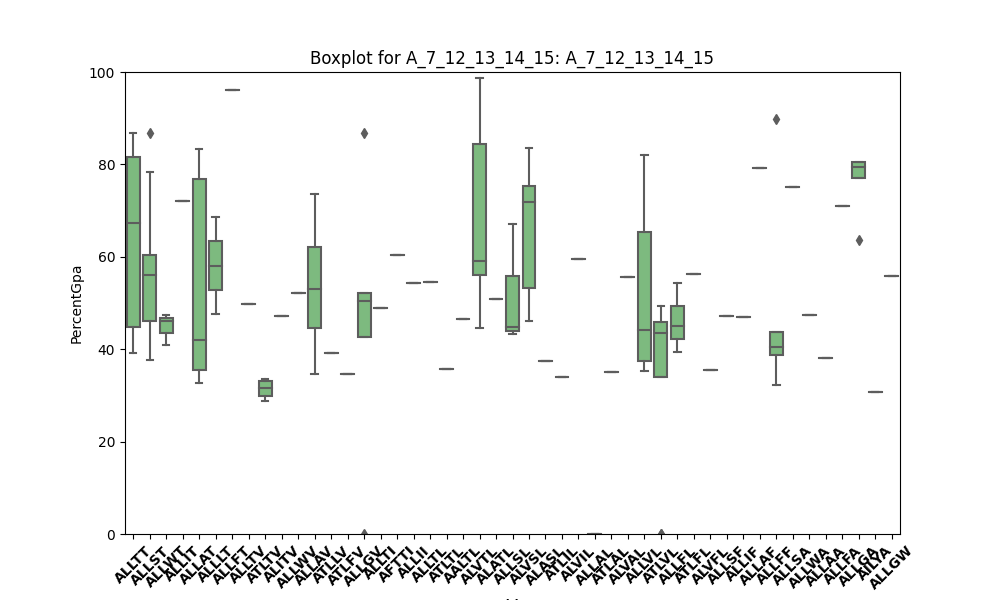 Boxplot for A_7_12_13_14_15: A_7_12_13_14_15
PercentGpa
100
80
60
40
20
0
ALLTT
ALLST
ALLWT
ALLIT
ALLAT
ALLLT
ALLFT
ALLTV
ATLTV
ALITV
ALLWV
ALLAV
ATLLV
ATLFV
ALLGV
ALLTI
AFTTI
ALLII
ALLTL
ATLTL
AALTL
ALVTL
ALATL
ALLSL
ALVSL
ALASL
ATLIL
ALVIL
ALLAL
ATLAL
ALVAL
ALLVL
ATLVL
ALLFL
ATLFL
ALVFL
ALLSF
ALLIF
ALLAF
ALLFF
ALLSA
ALLWA
ALLAA
ALLFA
ALLGA
ALLGW